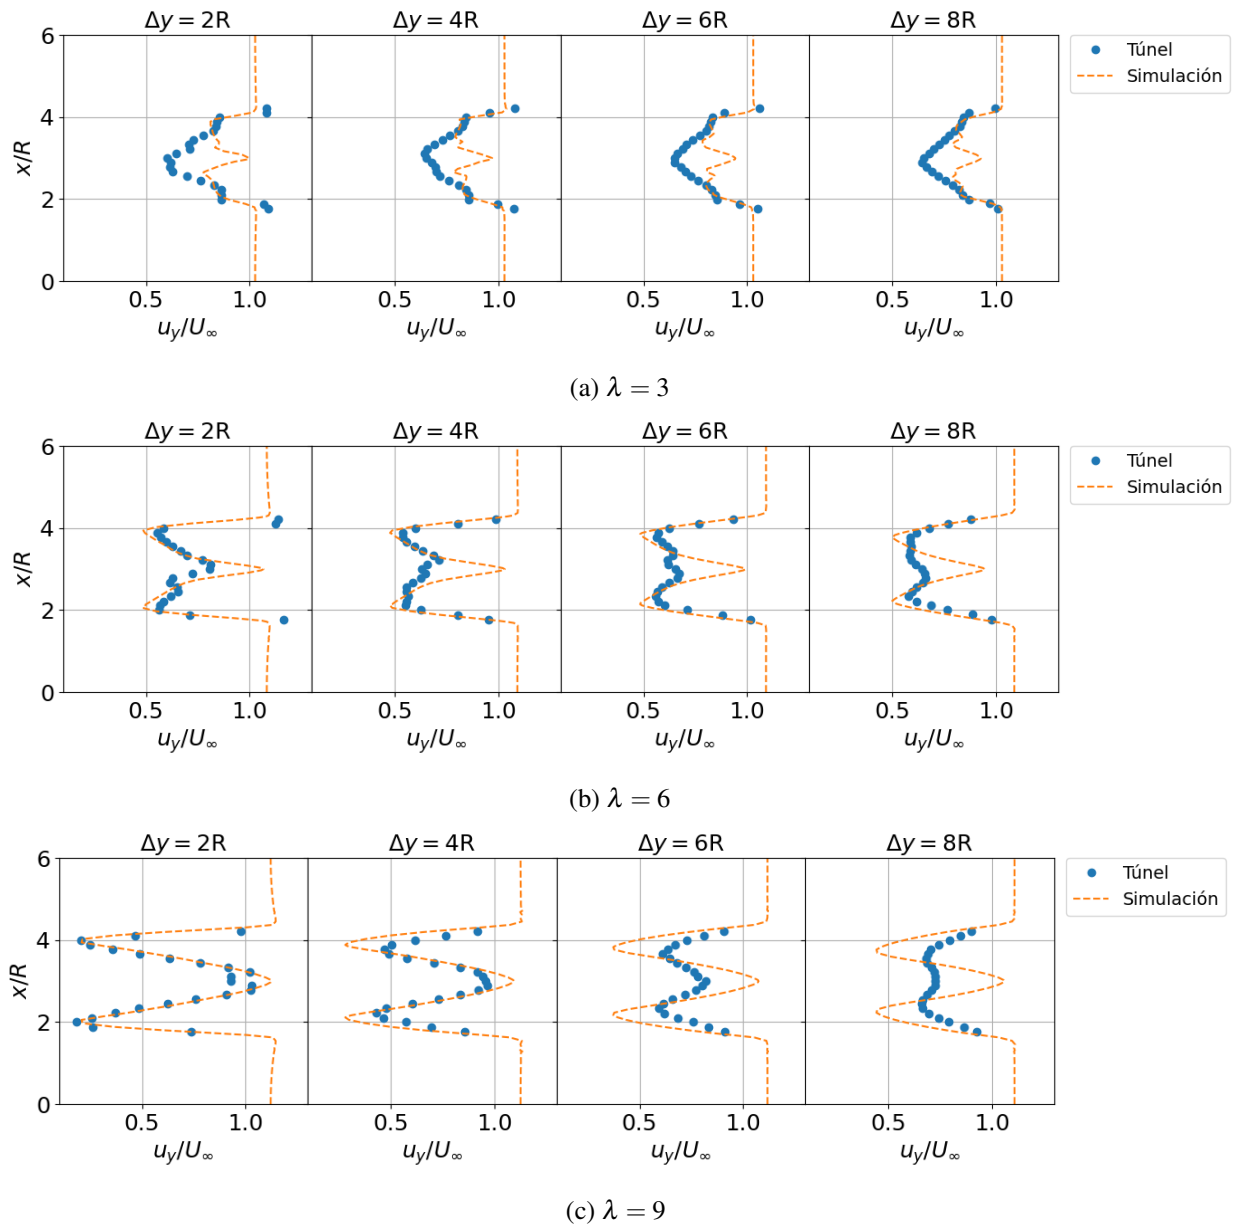 Δy = 2R Δy = 4R Δy = 6R Δy = 8R
6
4
2
0
x/R
0.5 1.0 0.5 1.0 0.5 1.0 0.5 1.0
u_y/U_∞ u_y/U_∞ u_y/U_∞ u_y/U_∞
Túnel
Simulación
(a) λ = 3
Δy = 2R Δy = 4R Δy = 6R Δy = 8R
6
4
2
0
x/R
0.5 1.0 0.5 1.0 0.5 1.0 0.5 1.0
u_y/U_∞ u_y/U_∞ u_y/U_∞ u_y/U_∞
Túnel
Simulación
(b) λ = 6
Δy = 2R Δy = 4R Δy = 6R Δy = 8R
6
4
2
0
x/R
0.5 1.0 0.5 1.0 0.5 1.0 0.5 1.0
u_y/U_∞ u_y/U_∞ u_y/U_∞ u_y/U_∞
Túnel
Simulación
(c) λ = 9